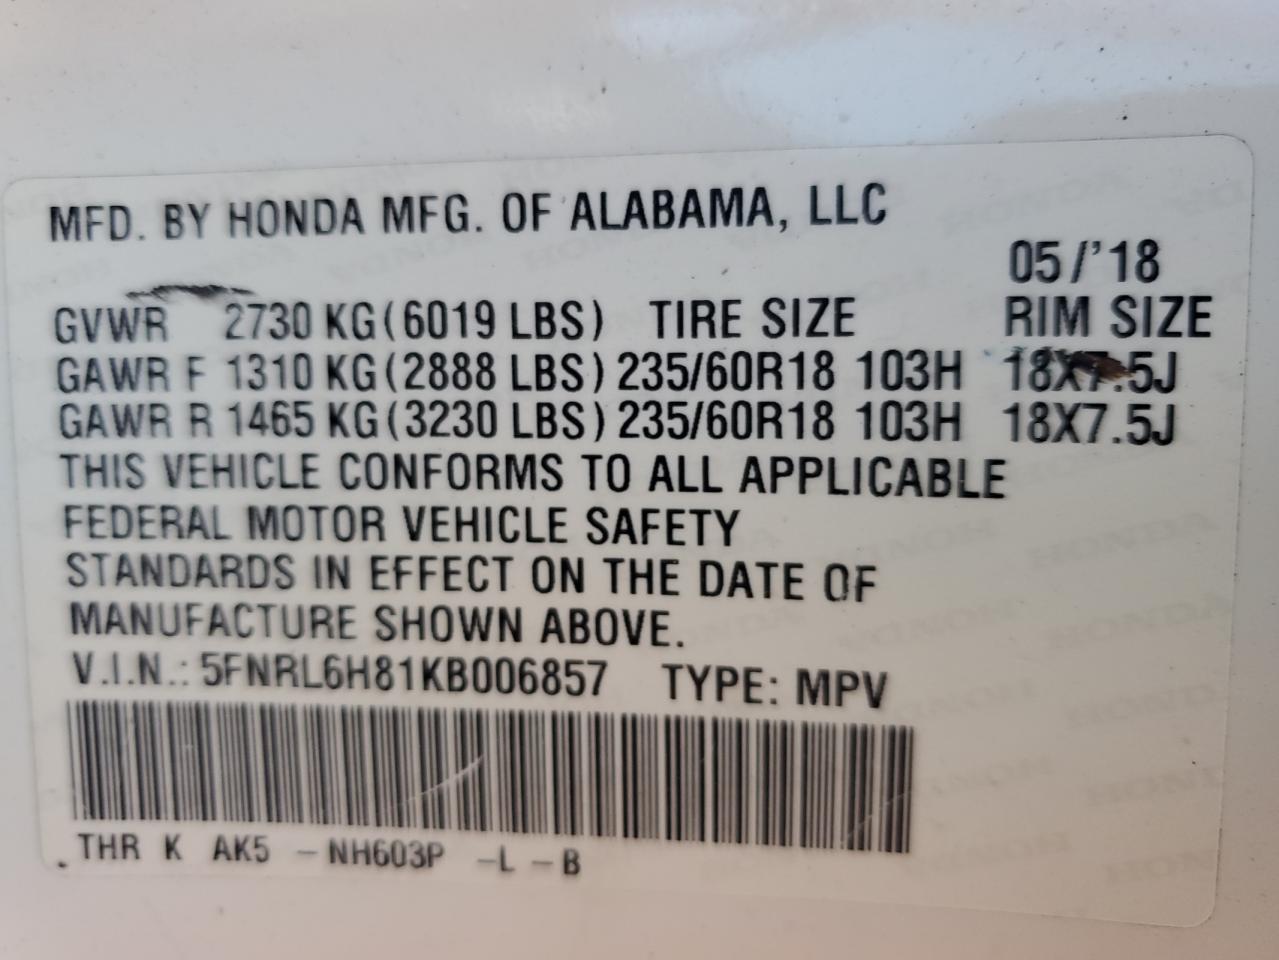 MFD. BY HONDA MFG. OF ALABAMA, LLC
05/'18
GVWR 2730 KG(6019 LBS) TIRE SIZE RIM SIZE
GAWR F 1310 KG(2888 LBS) 235/60R18 103H 18X7.5J
GAWR R 1465 KG(3230 LBS) 235/60R18 103H 18X7.5J
THIS VEHICLE CONFORMS TO ALL APPLICABLE
FEDERAL MOTOR VEHICLE SAFETY
STANDARDS IN EFFECT ON THE DATE OF
MANUFACTURE SHOWN ABOVE.
V.I.N.: 5FNRL6H81KB006857 TYPE: MPV
THR K AK5 - NH603P -L - B